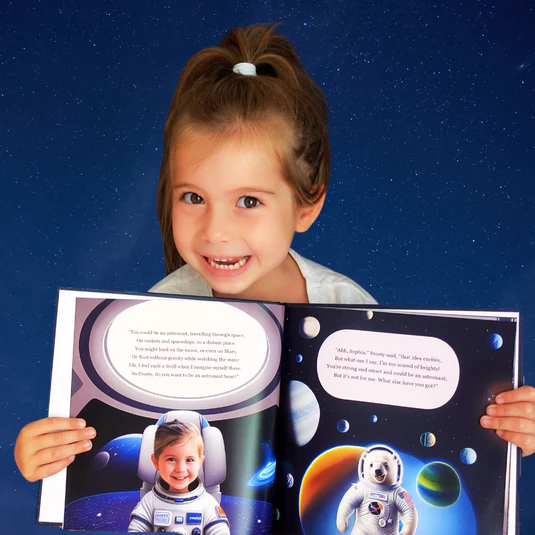 "You could be an astronaut, travelling through space,
On rockets and spaceships, to a distant place.
You might land on the moon, or even on Mars,
Or float without gravity while watching the stars!
Oh, I feel such a thrill when I imagine myself there.
So Frosty, do you want to be an astronaut bear?"
"Ahh, Sophia," Frosty said, "that idea excites,
But what can I say, I'm too scared of heights!
You're strong and smart and could be an astronaut,
But it's not for me. What else have you got?"